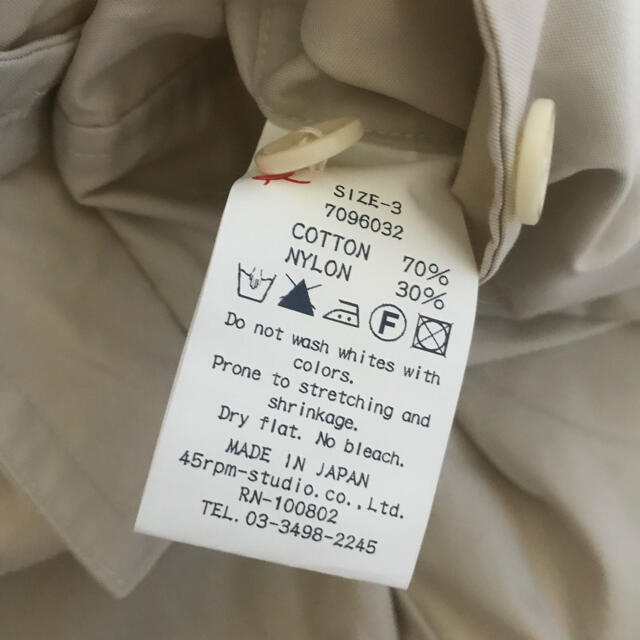 SIZE-3
7096032
COTTON 70%
NYLON 30%
F
Do not wash whites with
colors.
Prone to stretching and
shrinkage.
Dry flat. No bleach.
MADE IN JAPAN
45rpm-studio.co.,Ltd.
RN-100802
TEL. 03-3498-2245